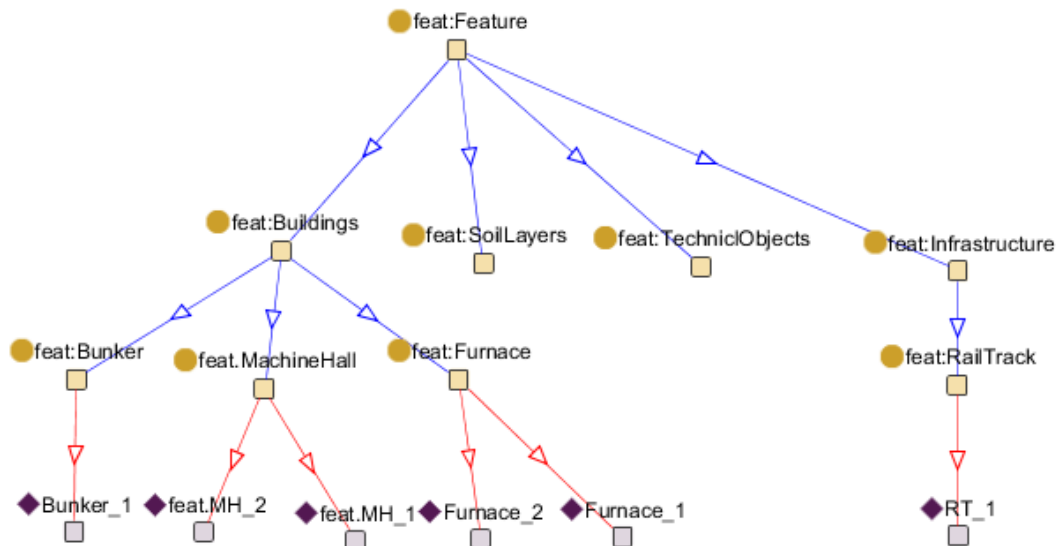 feat:Feature
feat:Buildings
feat:SoilLayers
feat:TechniclObjects
feat:Infrastructure
feat:Bunker
feat.MachineHall
feat:Furnace
feat:RailTrack
Bunker_1
feat.MH_2
feat.MH_1
Furnace_2
Furnace_1
RT_1